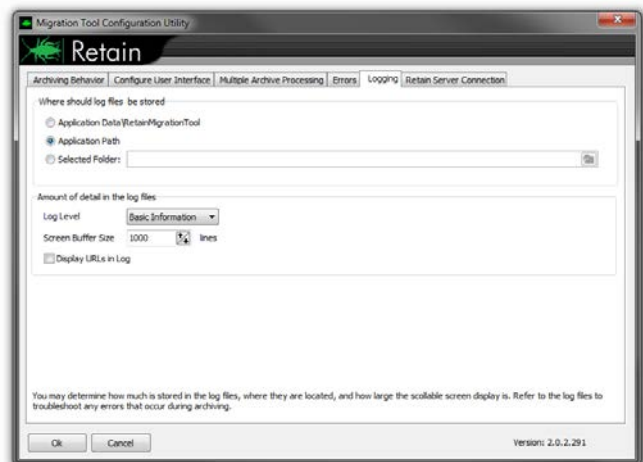 Migration Tool Configuration Utility
Retain
Archiving Behavior Configure User Interface Multiple Archive Processing Errors Logging Retain Server Connection
Where should log files be stored
Application Data\RetainMigrationTool
Application Path
Selected Folder:
Amount of detail in the log files
Log Level Basic Information
Screen Buffer Size 1000 lines
Display URLs in Log
You may determine how much is stored in the log files, where they are located, and how large the scollable screen display is. Refer to the log files to
troubleshoot any errors that occur during archiving.
Ok Cancel Version: 2.0.2.291